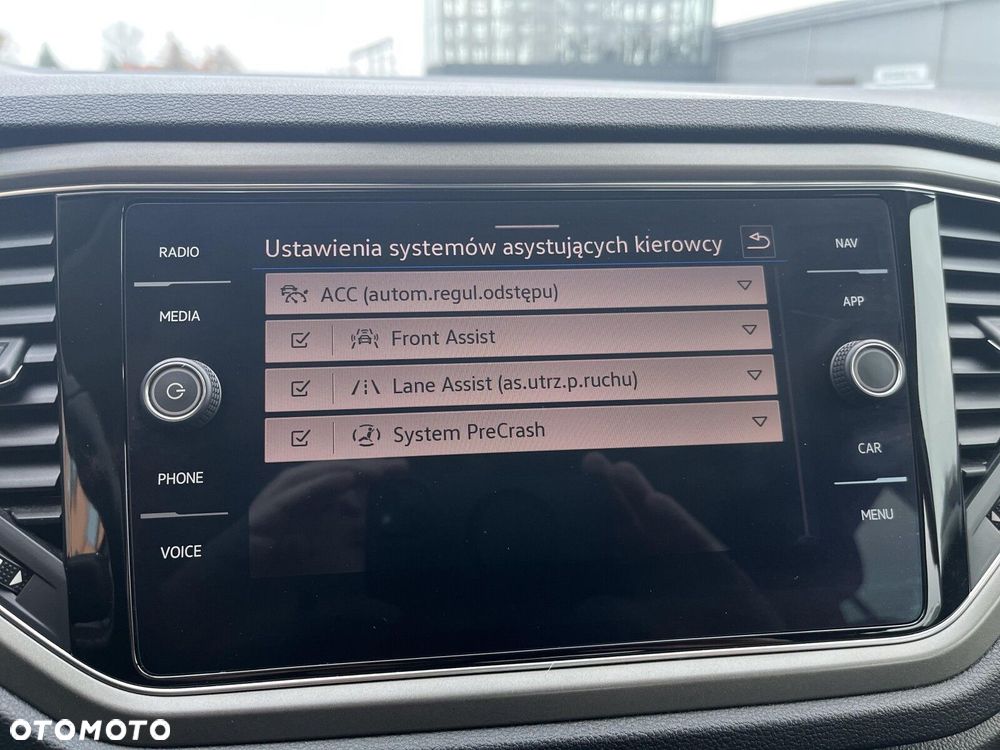 RADIO
MEDIA
PHONE
VOICE
Ustawienia systemów asystujących kierowcy
ACC (autom.regul.odstępu)
Front Assist
Lane Assist (as.utrz.p.ruchu)
System PreCrash
NAV
APP
CAR
MENU
OTOMOTO